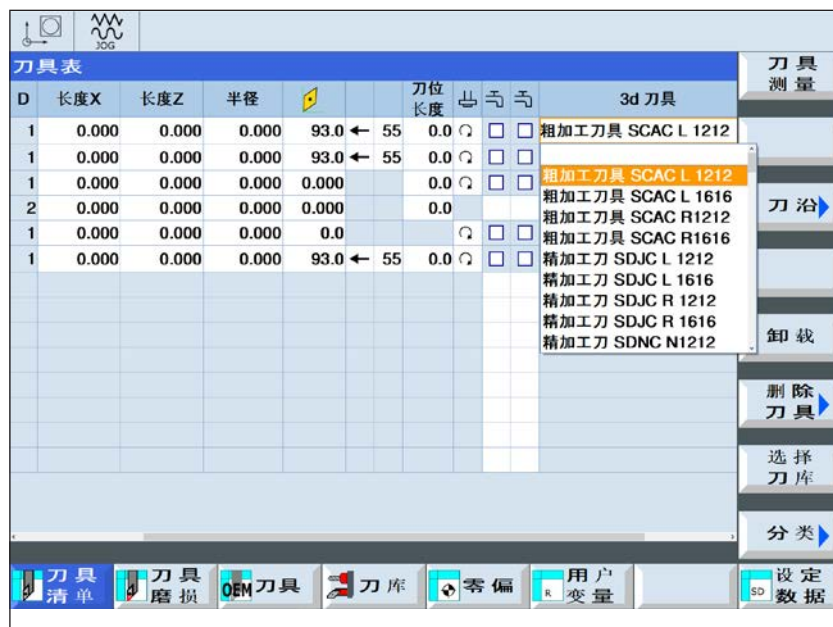 JOG
刀具表
刀具
测量
D 长度X 长度Z 半径 刀位长度 3d 刀具
1 0.000 0.000 0.000 93.0 ← 55 0.0 粗加工刀具 SCAC L 1212
1 0.000 0.000 0.000 93.0 ← 55 0.0
1 0.000 0.000 0.000 0.000 0.0
2 0.000 0.000 0.000 0.000 0.0
1 0.000 0.000 0.000 0.0
1 0.000 0.000 0.000 93.0 ← 55 0.0
粗加工刀具 SCAC L 1212
粗加工刀具 SCAC L 1616
粗加工刀具 SCAC R1212
粗加工刀具 SCAC R1616
精加工刀 SDJC L 1212
精加工刀 SDJC L 1616
精加工刀 SDJC R 1212
精加工刀 SDJC R 1616
精加工刀 SDNC N1212
刀沿
卸载
删除
刀具
选择
刀库
分类
刀具
清单
刀具
磨损
OEM 刀具
刀库
零偏
R 用户
变量
SD 设定
数据